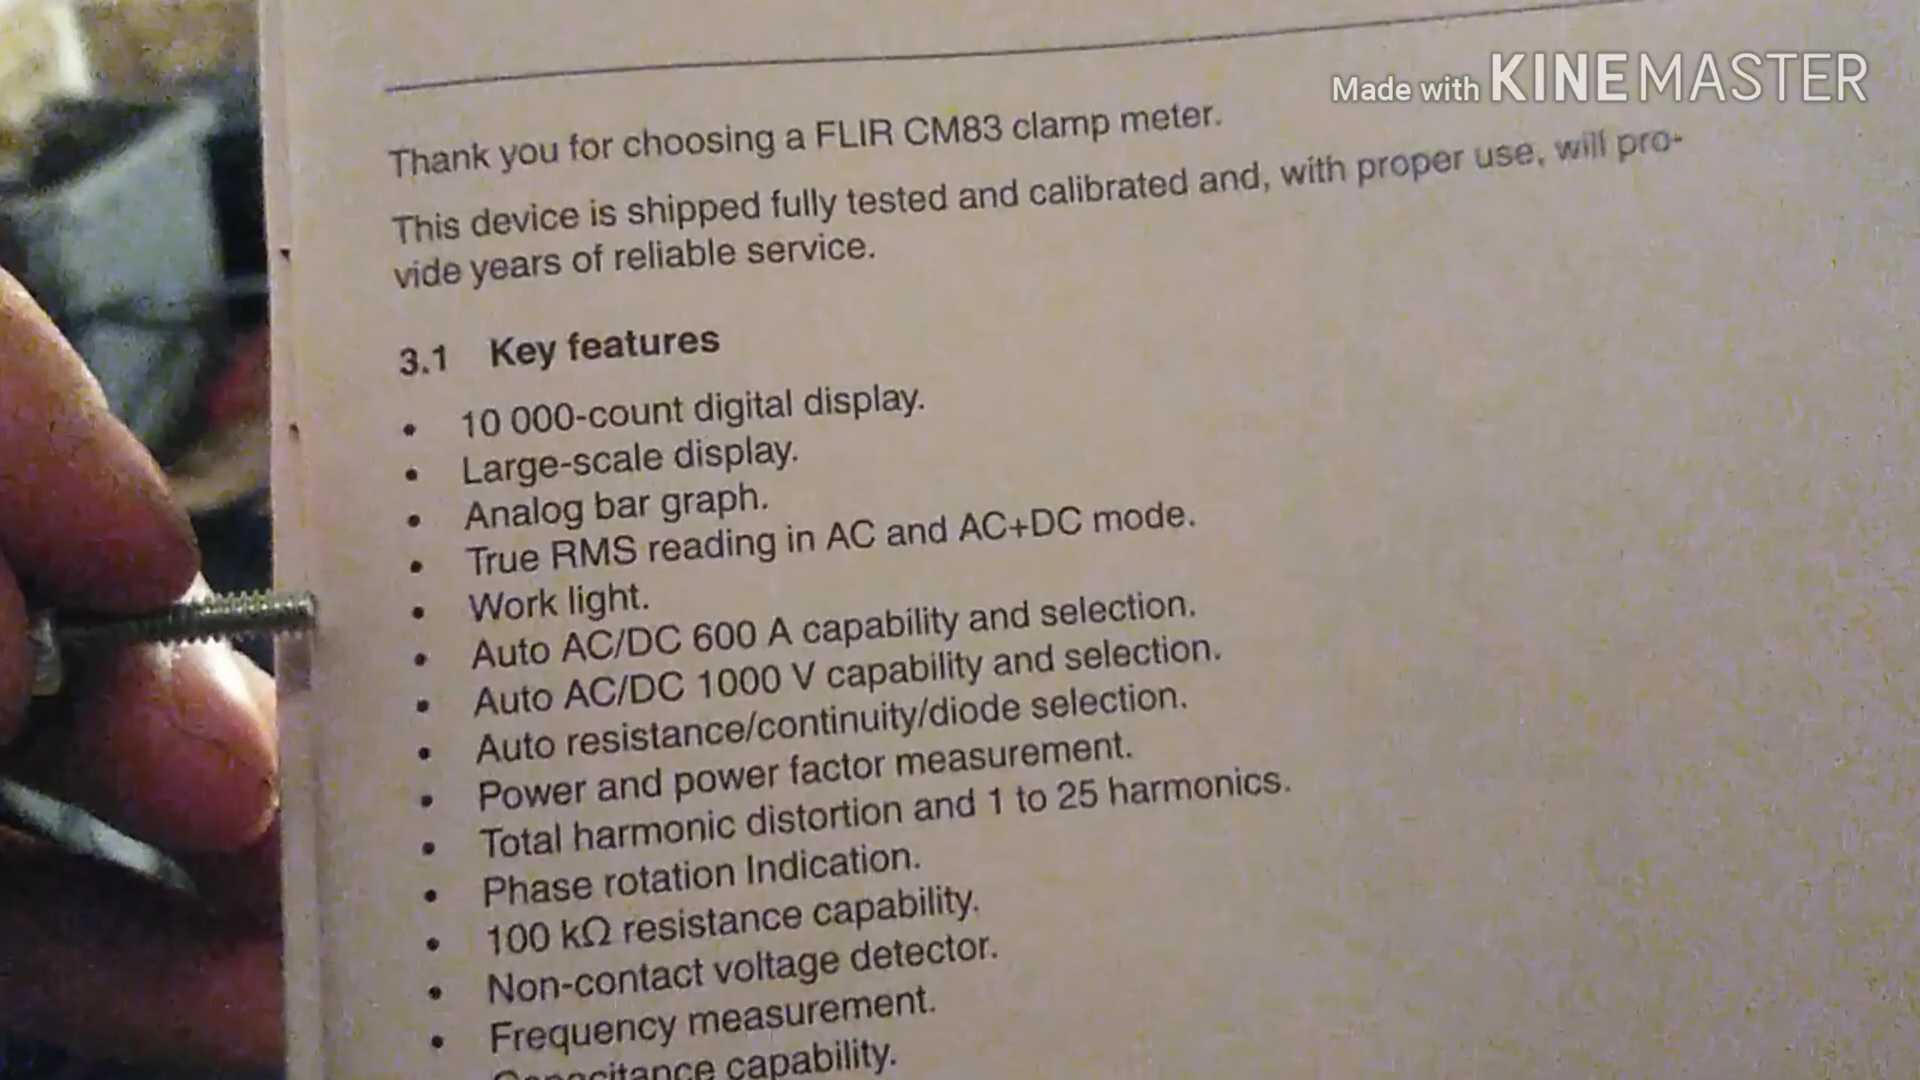 Made with KINEMASTER
Thank you for choosing a FLIR CM83 clamp meter.
This device is shipped fully tested and calibrated and, with proper use, will pro-
vide years of reliable service.
3.1 Key features
• 10 000-count digital display.
• Large-scale display.
• Analog bar graph.
• True RMS reading in AC and AC+DC mode.
• Work light.
• Auto AC/DC 600 A capability and selection.
• Auto AC/DC 1000 V capability and selection.
• Auto resistance/continuity/diode selection.
• Power and power factor measurement.
• Total harmonic distortion and 1 to 25 harmonics.
• Phase rotation Indication.
• 100 kΩ resistance capability.
• Non-contact voltage detector.
• Frequency measurement.
Capacitance capability.